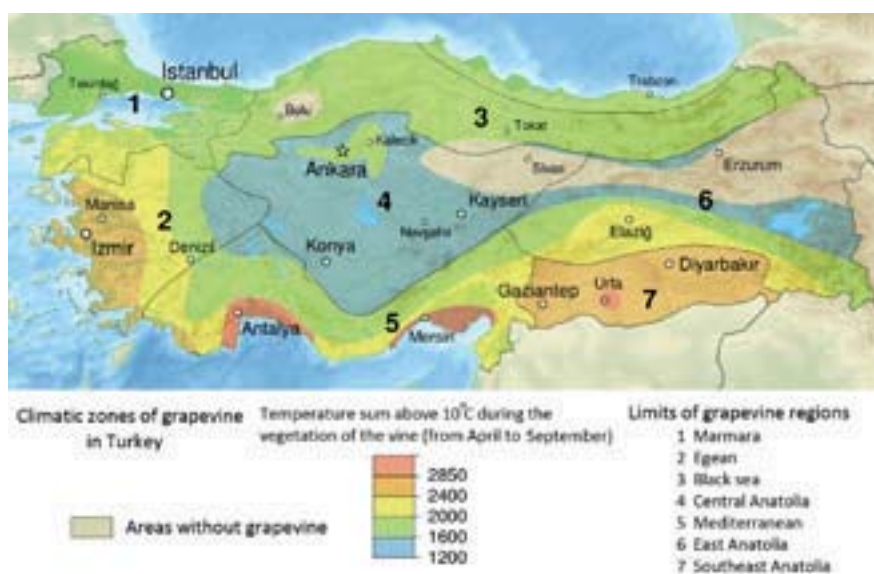 Tekirdağ
Istanbul
1
Bolu
Trabzon
3
Tokat
Kalecik
Ankara
Sivas
Erzurum
4
Kayseri
6
Manisa
2
Elazığ
Izmir
Denizli
Konya
Diyarbakır
Gaziantep
Urfa
7
Antalya
5
Mersin
Climatic zones of grapevine
in Turkey
Areas without grapevine
Temperature sum above 10°C during the
vegetation of the vine (from April to September)
2850
2400
2000
1600
1200
Limits of grapevine regions
1 Marmara
2 Egean
3 Black sea
4 Central Anatolia
5 Mediterranean
6 East Anatolia
7 Southeast Anatolia